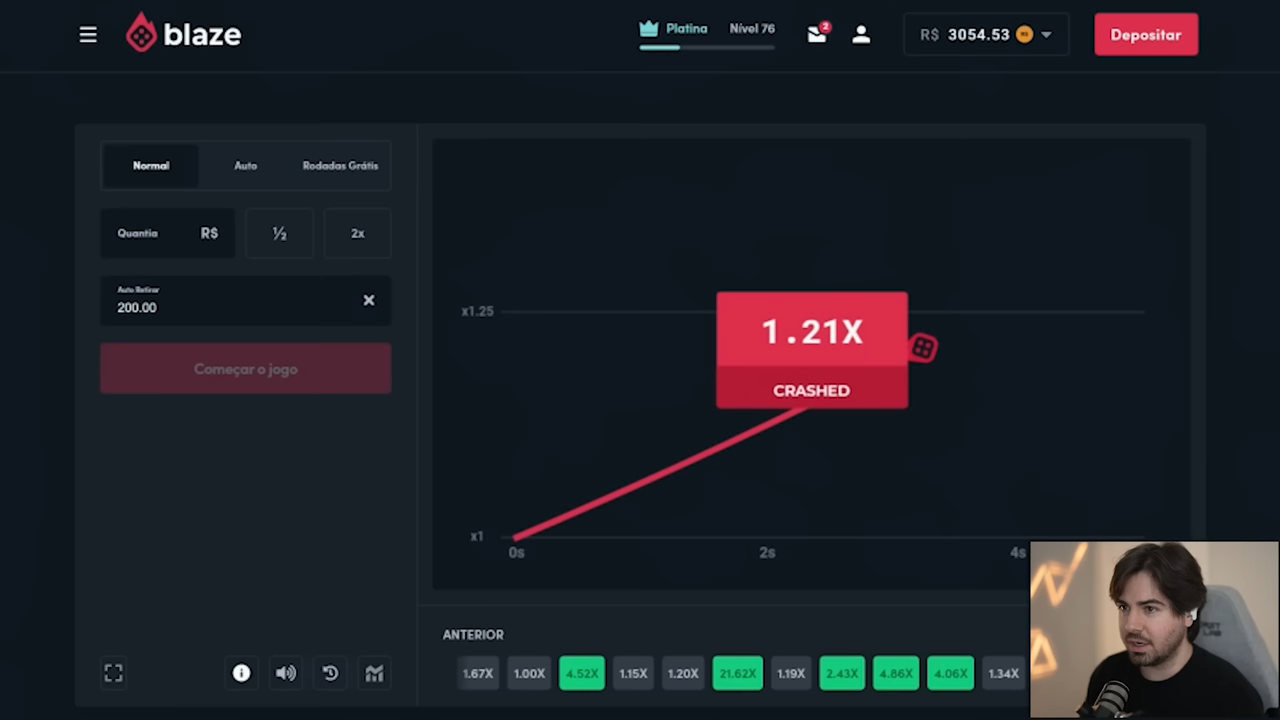 blaze
Platina
Nível 76
2
R$ 3054.53
Depositar
Normal
Auto
Rodadas Grátis
Quantia R$
½
2x
Auto Retirar
200.00
Começar o jogo
x1.25
1.21X
CRASHED
x1
0s
2s
4s
ANTERIOR
1.67X
1.00X
4.52X
1.15X
1.20X
21.62X
1.19X
2.43X
4.86X
4.06X
1.34X